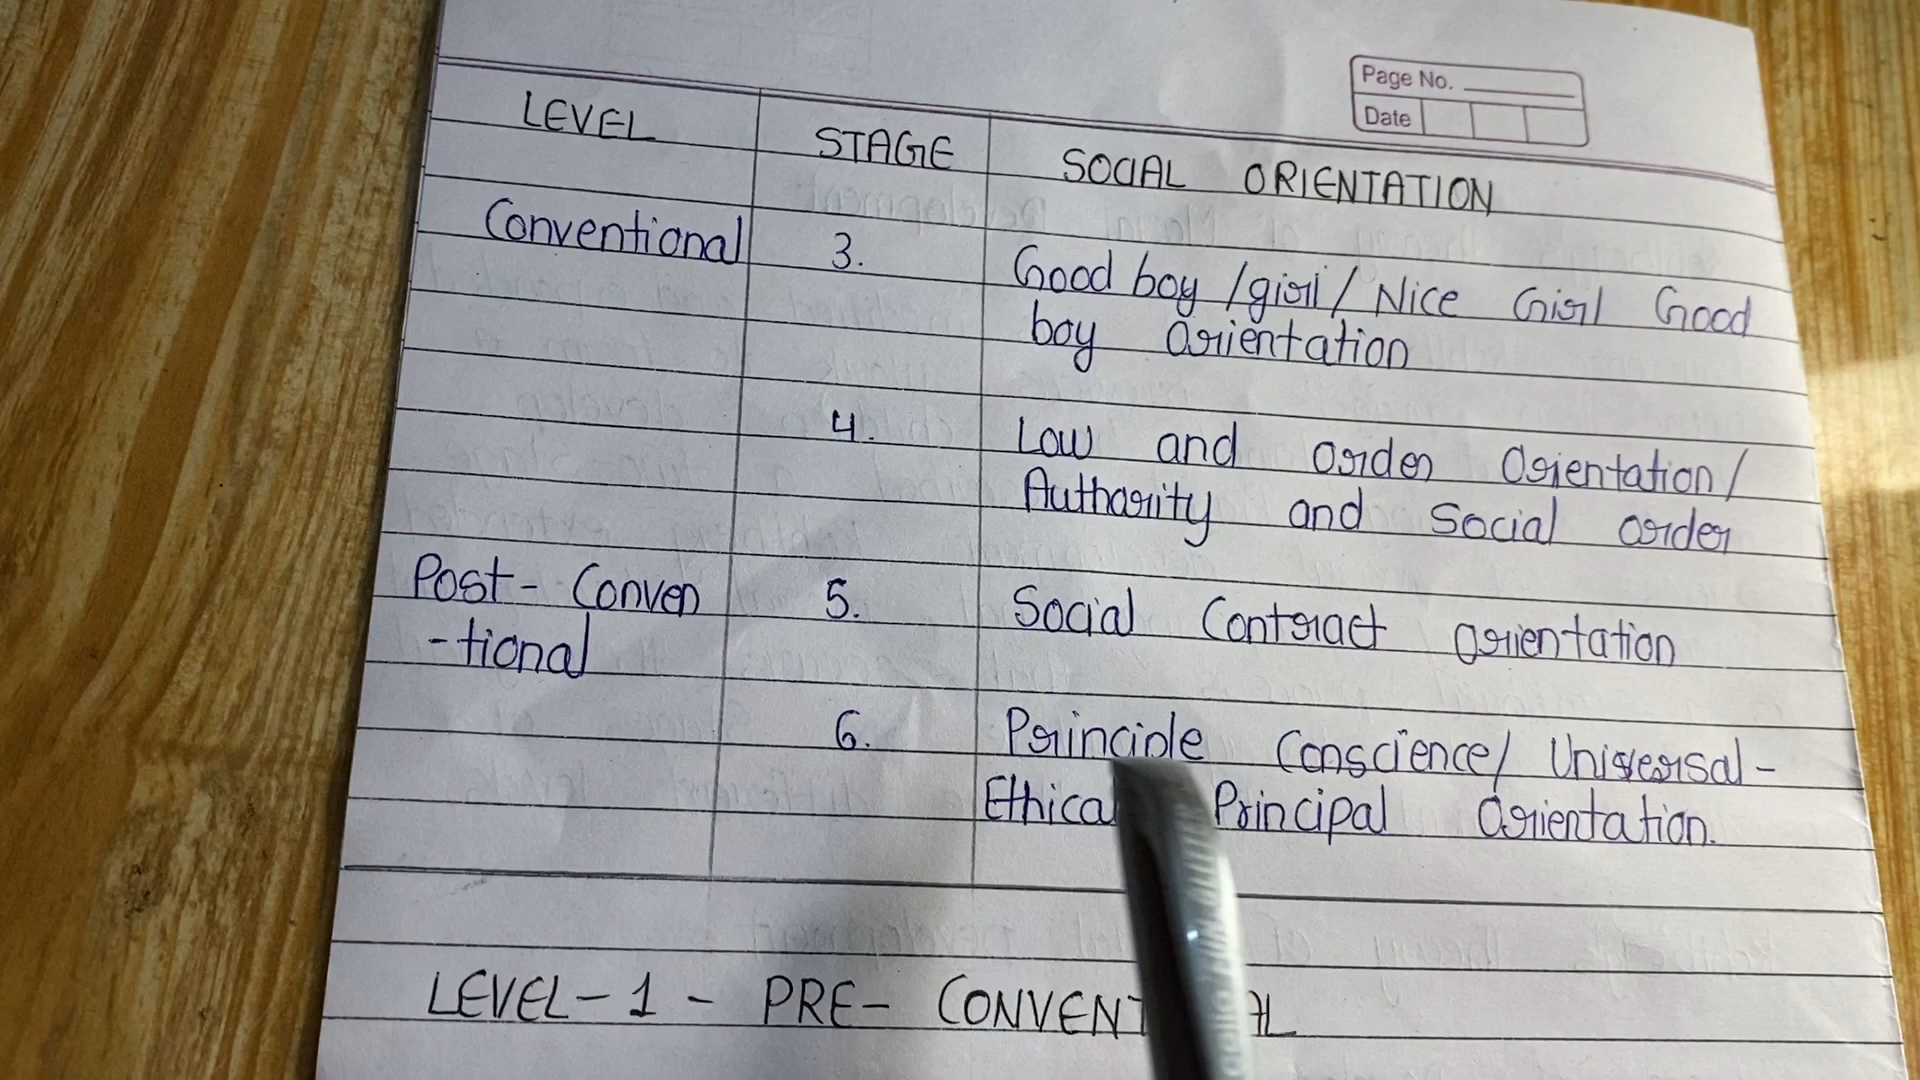 Page No.
Date
LEVEL STAGE SOCIAL ORIENTATION
Conventional 3. Good boy /girl/ Nice Girl Good
boy orientation
4. Low and order Orientation/
Authority and Social order
Post- Conven 5. Social Contract orientation
-tional
6. Principle Conscience/ Universal-
Ethical Principal Orientation.
LEVEL-1- PRE-